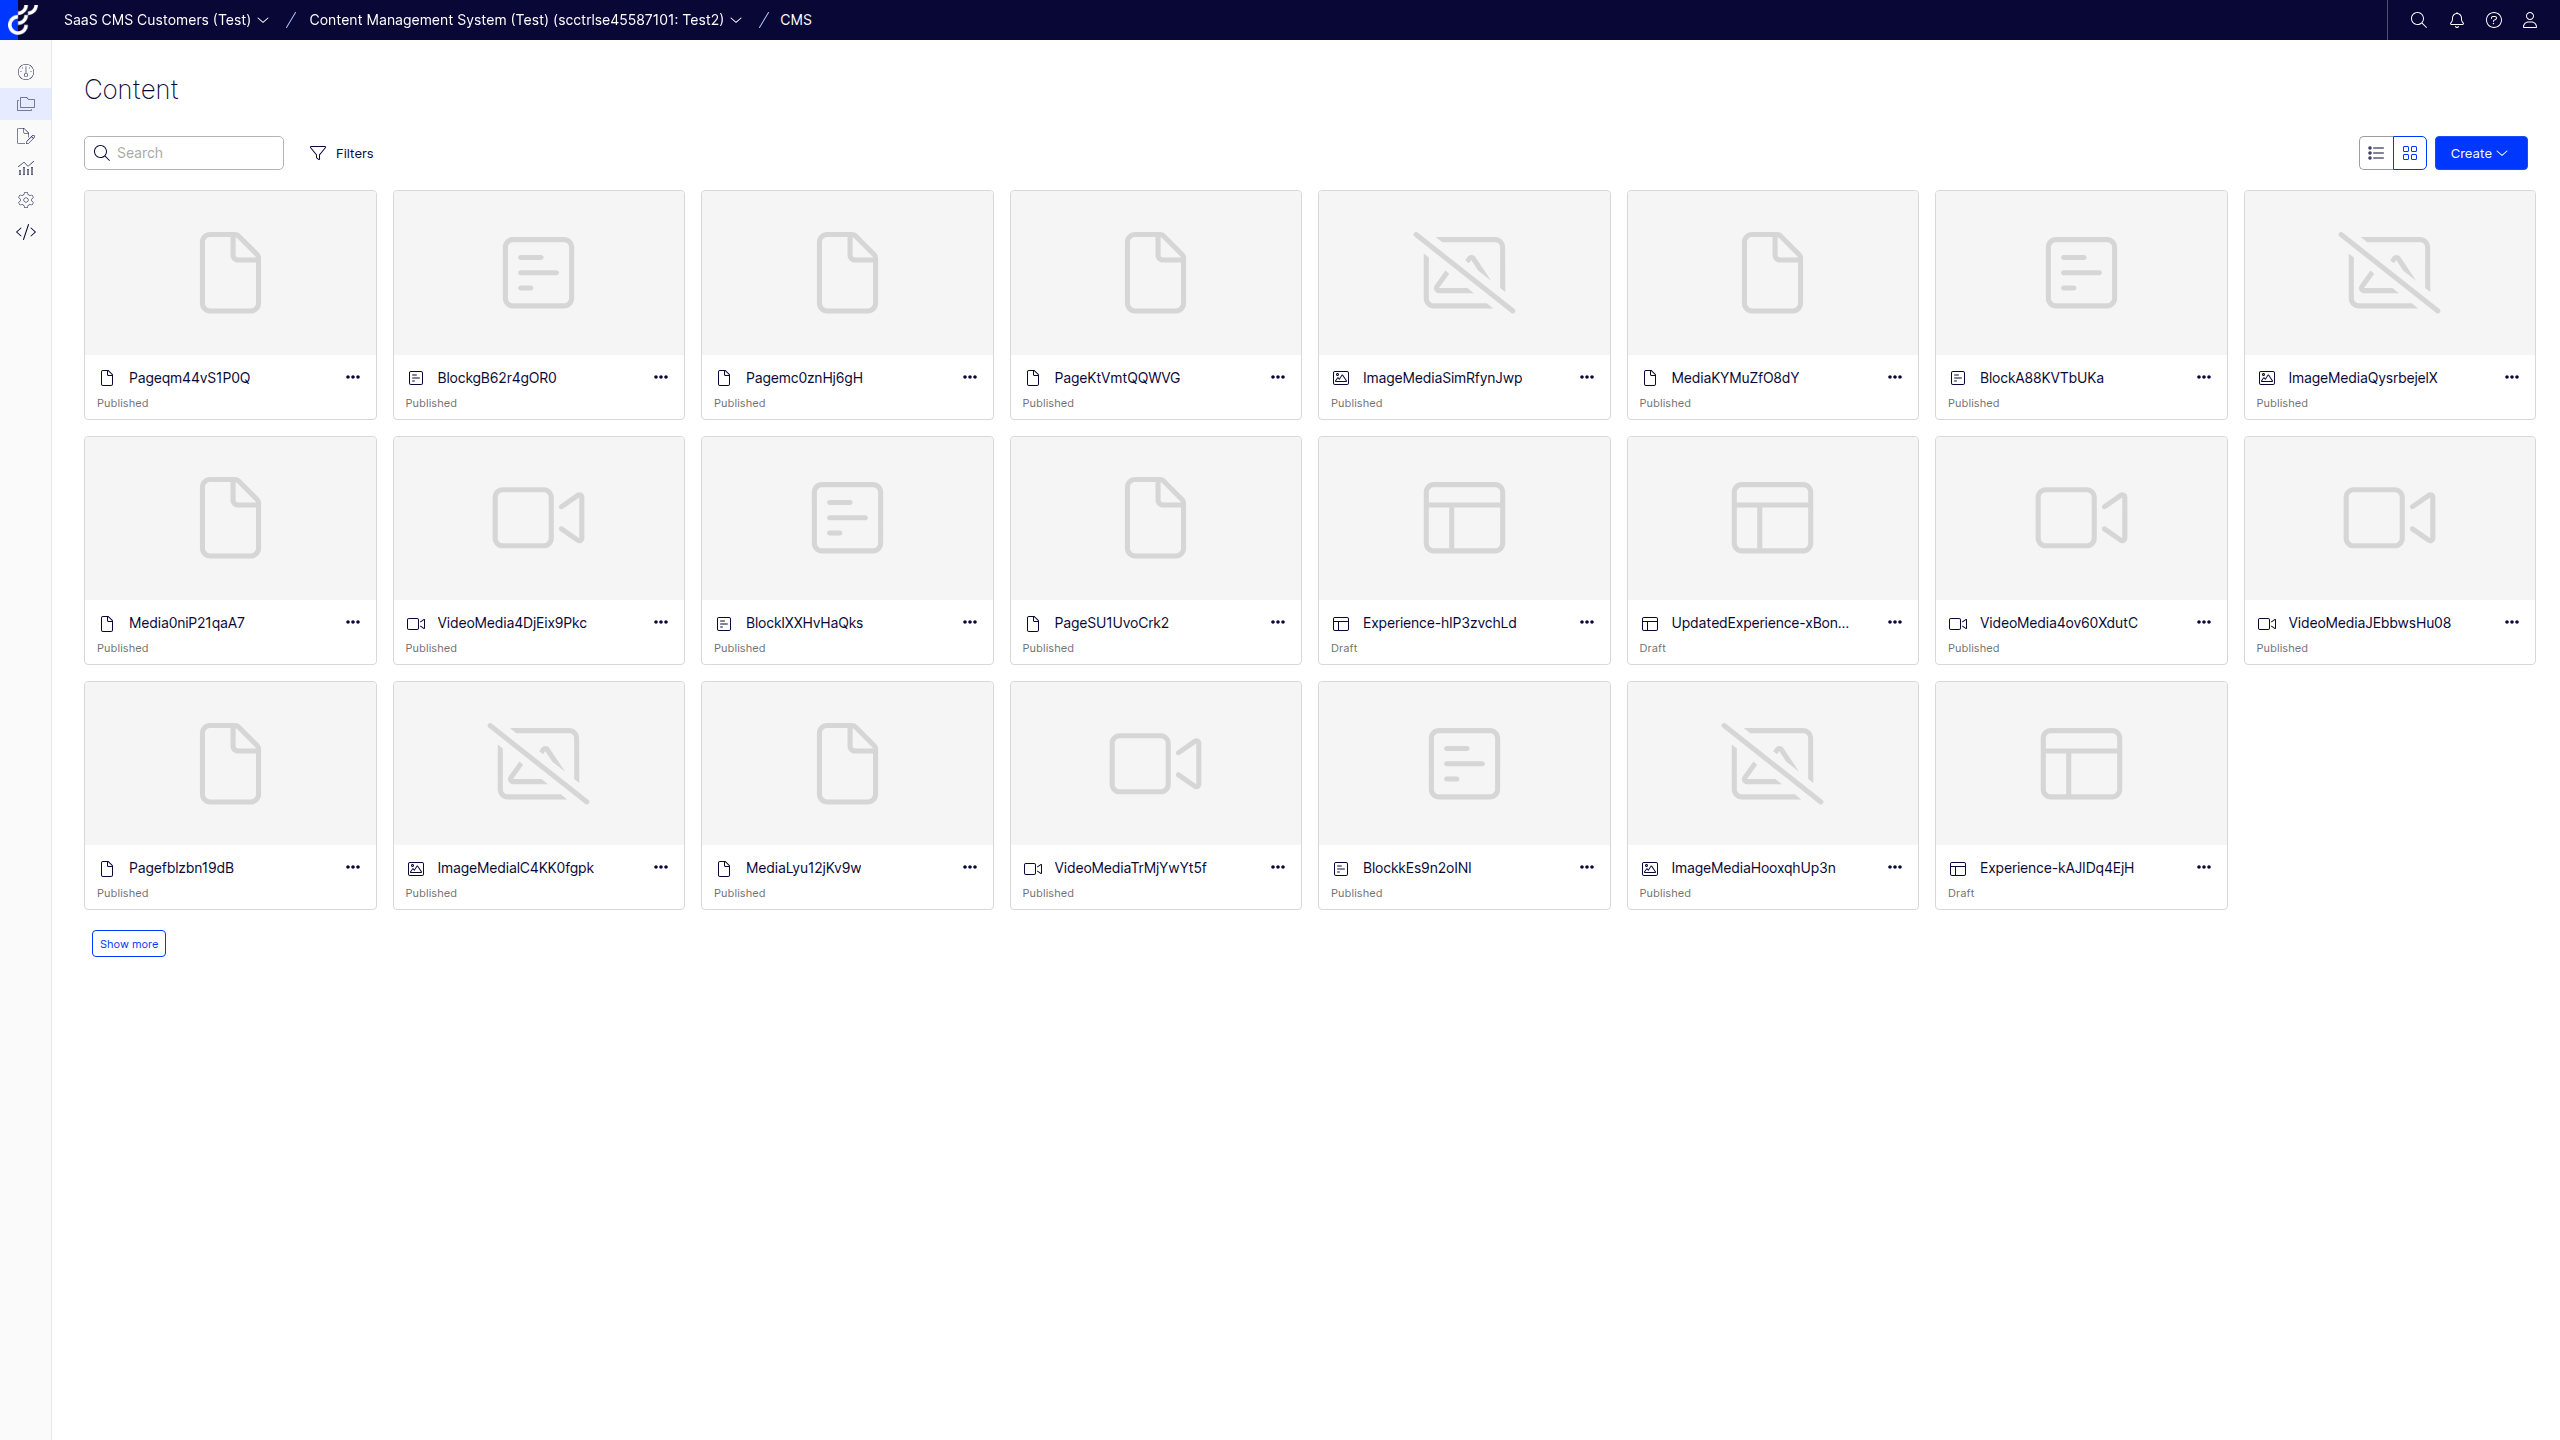 SaaS CMS Customers (Test) / Content Management System (Test) (scctrlse45587101: Test2) / CMS
Content
Search Filters Create
Pageqm44vS1P0Q BlockgB62r4gOR0 Pagemc0znHj6gH PageKtVmtQQWVG ImageMediaSimRfynJwp MediaKYMuZfO8dY BlockA88KVTbUKa ImageMediaQysrbejeIX
Published Published Published Published Published Published Published Published
Media0niP21qaA7 VideoMedia4DjEix9Pkc BlockIXXHvHaQks PageSU1UvoCrk2 Experience-hIP3zvchLd UpdatedExperience-xBon... VideoMedia4ov60XdutC VideoMediaJEbbwsHu08
Published Published Published Published Draft Draft Published Published
Pagefblzbn19dB ImageMediaIC4KK0fgpk MediaLyu12jKv9w VideoMediaTrMjYwYt5f BlockkEs9n2oINI ImageMediaHooxqhUp3n Experience-kAJIDq4EjH
Published Published Published Published Published Published Draft
Show more